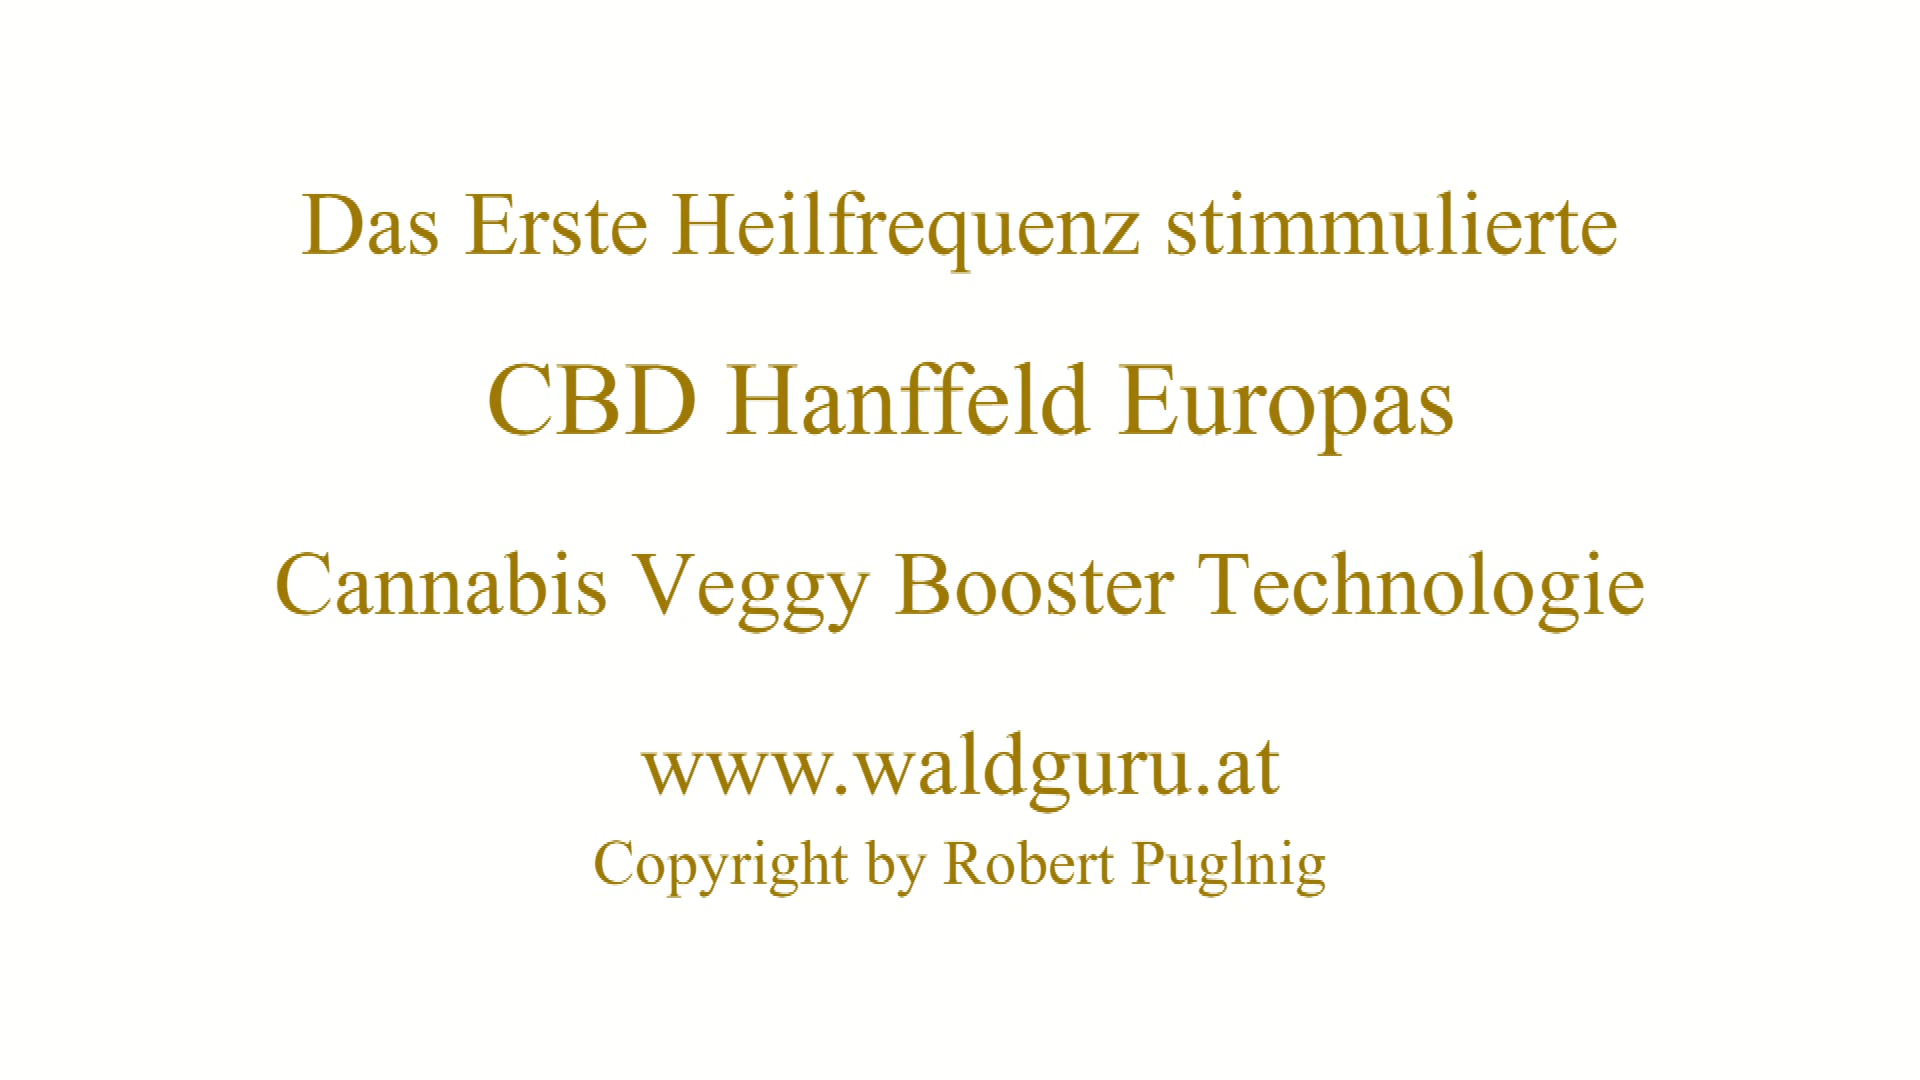 Das Erste Heilfrequenz stimmulierte
CBD Hanffeld Europas
Cannabis Veggy Booster Technologie
www.waldguru.at
Copyright by Robert Puglnig